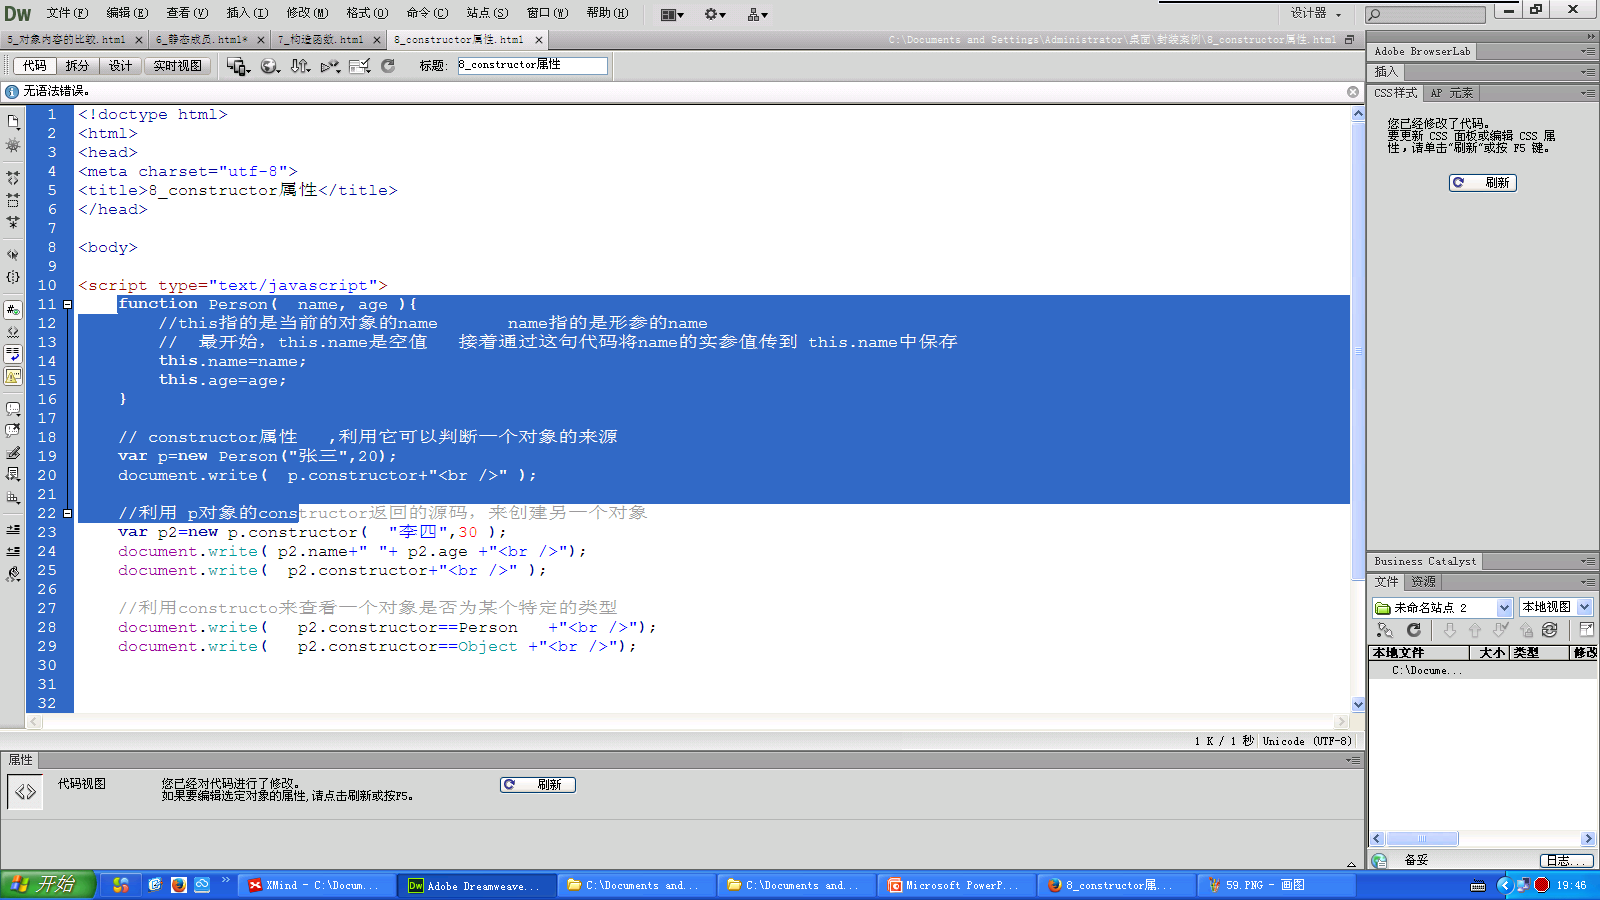 Dw 文件(F) 编辑(E) 查看(V) 插入(I) 修改(M) 格式(O) 命令(C) 站点(S) 窗口(W) 帮助(H) 设计器
5_对象内容的比较.html × 6_静态成员.html* × 7_构造函数.html × 8_constructor属性.html × C:\Documents and Settings\Administrator\桌面\封装案例\8_constructor属性.html
代码 拆分 设计 实时视图 标题: 8_constructor属性
无语法错误。
1 <!doctype html>
2 <html>
3 <head>
4 <meta charset="utf-8">
5 <title>8_constructor属性</title>
6 </head>
7
8 <body>
9
10 <script type="text/javascript">
11 function Person(  name, age ){
12 //this指的是当前的对象的name       name指的是形参的name
13 //  最开始, this.name是空值   接着通过这句代码将name的实参值传到 this.name中保存
14 this.name=name;
15 this.age=age;
16 }
17
18 // constructor属性   ,利用它可以判断一个对象的来源
19 var p=new Person("张三",20);
20 document.write(  p.constructor+"<br />" );
21
22 //利用 p对象的constructor返回的源码, 来创建另一个对象
23 var p2=new p.constructor(  "李四",30 );
24 document.write( p2.name+" "+ p2.age +"<br />");
25 document.write(  p2.constructor+"<br />" );
26
27 //利用constructo来查看一个对象是否为某个特定的类型
28 document.write(   p2.constructor==Person   +"<br />");
29 document.write(   p2.constructor==Object +"<br />");
30
31
32
1 K / 1 秒 Unicode (UTF-8)
属性
代码视图 您已经对代码进行了修改。 刷新
如果要编辑选定对象的属性,请点击刷新或按F5。
Adobe BrowserLab
插入
CSS样式 AP 元素
您已经修改了代码。
要更新 CSS 面板或编辑 CSS 属
性，请单击"刷新"或按 F5 键。
刷新
Business Catalyst
文件 资源
未命名站点 2 本地视图
本地文件 大小 类型 修改
C:\Docume...
备妥 日志...
开始 XMind - C:\Docum... Adobe Dreamweave... C:\Documents and... C:\Documents and... Microsoft PowerP... 8_constructor属... 59.PNG - 画图 19:46